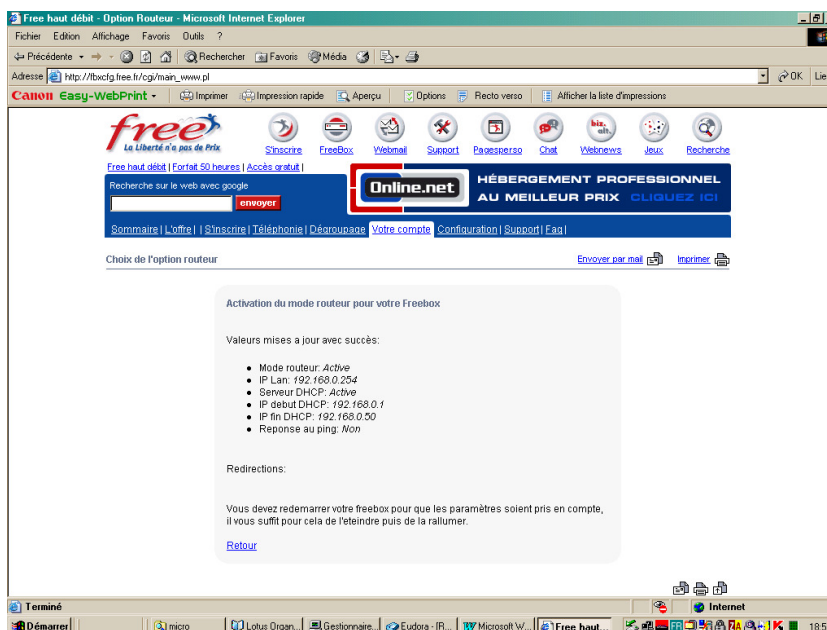 Free haut débit - Option Routeur - Microsoft Internet Explorer
Fichier Edition Affichage Favoris Outils ?
Précédente Rechercher Favoris Média
Adresse http://fbxcfg.free.fr/cgi/main_www.pl OK Lie
Canon Easy-WebPrint Imprimer Impression rapide Aperçu Options Recto verso Afficher la liste d'impressions
free
La Liberté n'a pas de Prix
S'inscrire FreeBox Webmail Support Pagesperso Chat Webnews Jeux Recherche
biz. alt.
Free haut débit | Forfait 50 heures | Accès gratuit |
Recherche sur le web avec google
envoyer
Online.net
HÉBERGEMENT PROFESSIONNEL
AU MEILLEUR PRIX CLIQUEZ ICI
Sommaire | L'offre | | S'inscrire | Téléphonie | Dégroupage Votre compte Configuration | Support | Faq |
Choix de l'option routeur Envoyer par mail Imprimer
Activation du mode routeur pour votre Freebox
Valeurs mises a jour avec succès:
Mode routeur: Active
IP Lan: 192.168.0.254
Serveur DHCP: Active
IP debut DHCP: 192.168.0.1
IP fin DHCP: 192.168.0.50
Reponse au ping: Non
Redirections:
Vous devez redemarrer votre freebox pour que les paramètres soient pris en compte,
il vous suffit pour cela de l'eteindre puis de la rallumer.
Retour
Terminé Internet
Démarrer micro Lotus Organ... Gestionnaire... Eudora - [R... Microsoft W... Free haut... 18:5